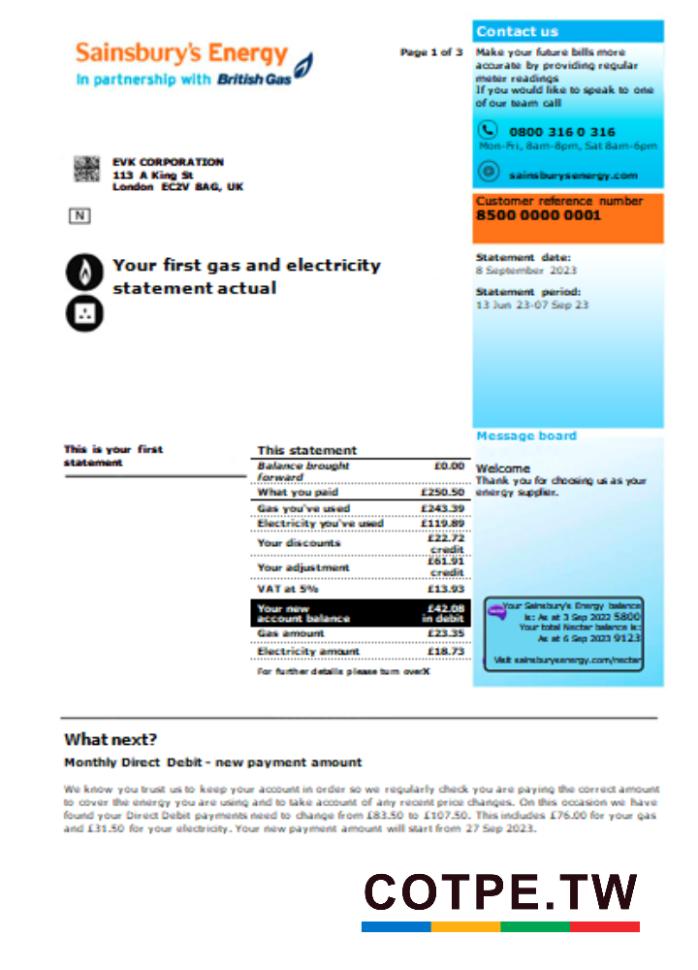 Sainsbury's Energy
In partnership with British Gas
Page 1 of 3
Contact us
Make your future bills more
accurate by providing regular
meter readings
If you would like to speak to one
of our team call
0800 316 0 316
Mon-Fri, 8am-8pm, Sat 8am-6pm
sainsburysenergy.com
EVK CORPORATION
113 A King St
London EC2V 8AG, UK
N
Customer reference number
8500 0000 0001
Your first gas and electricity
statement actual
Statement date:
8 September 2023
Statement period:
13 Jun 23-07 Sep 23
This is your first
statement
This statement
Balance brought
forward £0.00
What you paid £250.50
Gas you've used £243.39
Electricity you've used £119.89
Your discounts £22.72
credit
Your adjustment £61.91
credit
VAT at 5% £13.93
Your new £42.08
account balance in debit
Gas amount £23.35
Electricity amount £18.73
For further details please turn overX
Message board
Welcome
Thank you for choosing us as your
energy supplier.
Your Sainsbury's Energy balance
is: As at 3 Sep 2022 5800
Your total Nectar balance is:
As at 6 Sep 2023 9123
Visit sainsburysenergy.com/nectar
What next?
Monthly Direct Debit - new payment amount
We know you trust us to keep your account in order so we regularly check you are paying the correct amount
to cover the energy you are using and to take account of any recent price changes. On this occasion we have
found your Direct Debit payments need to change from £83.50 to £107.50. This includes £76.00 for your gas
and £31.50 for your electricity. Your new payment amount will start from 27 Sep 2023.
COTPE.TW